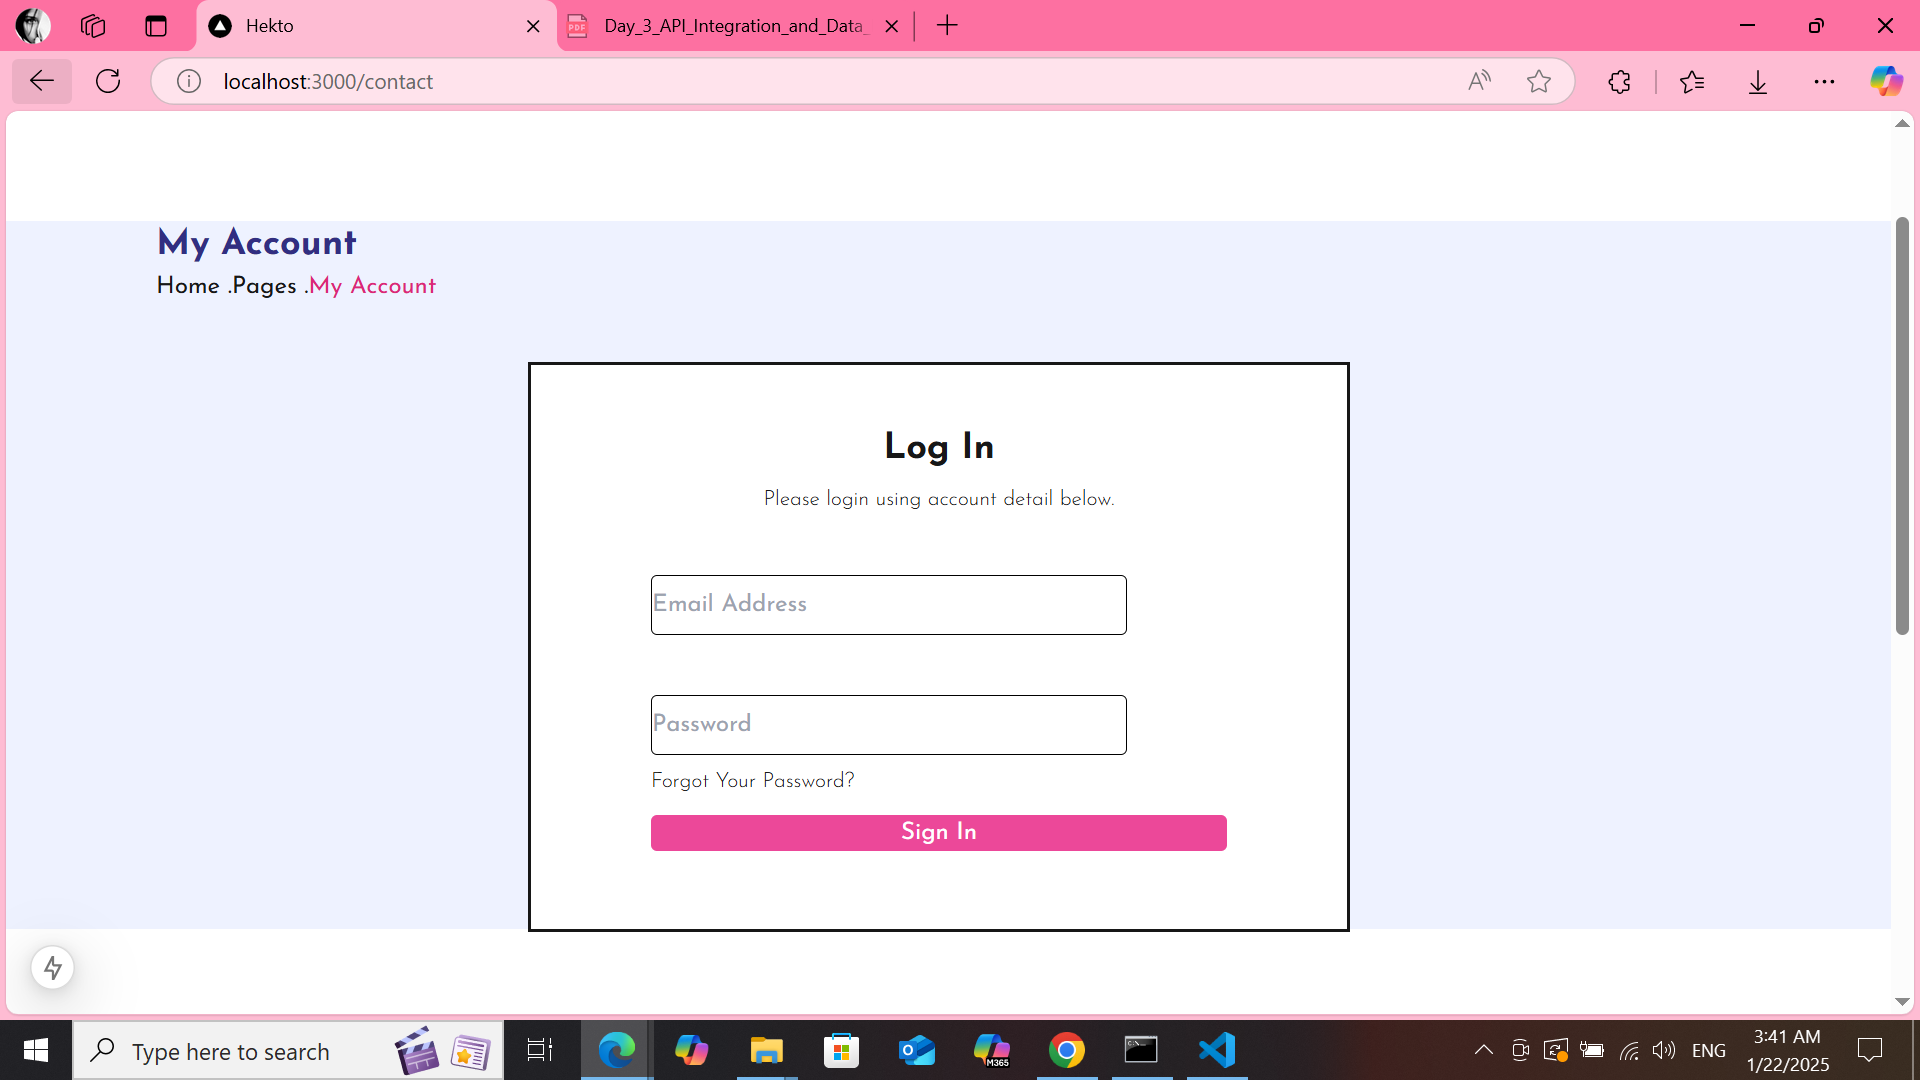 Hekto
Day_3_API_Integration_and_Data_
localhost:3000/contact
My Account
Home .Pages .My Account
Log In
Please login using account detail below.
Email Address
Password
Forgot Your Password?
Sign In
Type here to search
M365
ENG
3:41 AM
1/22/2025